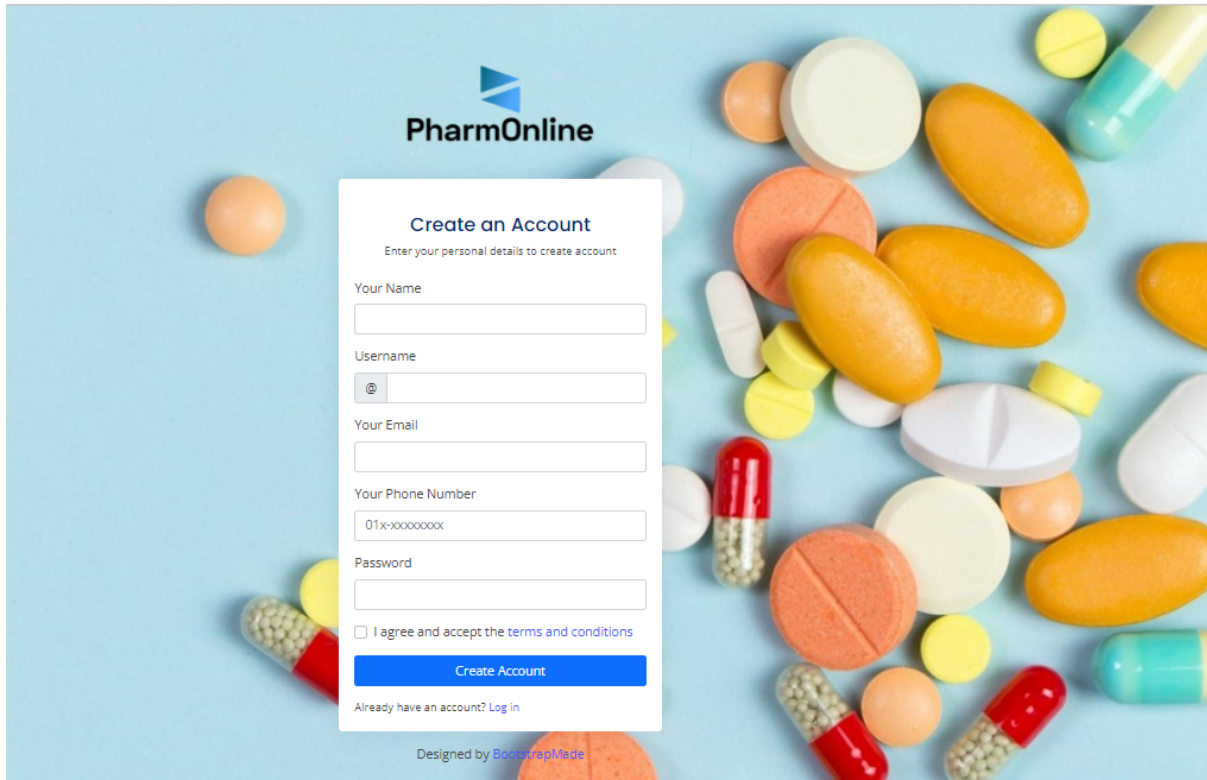 PharmOnline
Create an Account
Enter your personal details to create account
Your Name
Username
@
Your Email
Your Phone Number
01x-xxxxxxxx
Password
I agree and accept the terms and conditions
Create Account
Already have an account? Log in
Designed by BootstrapMade